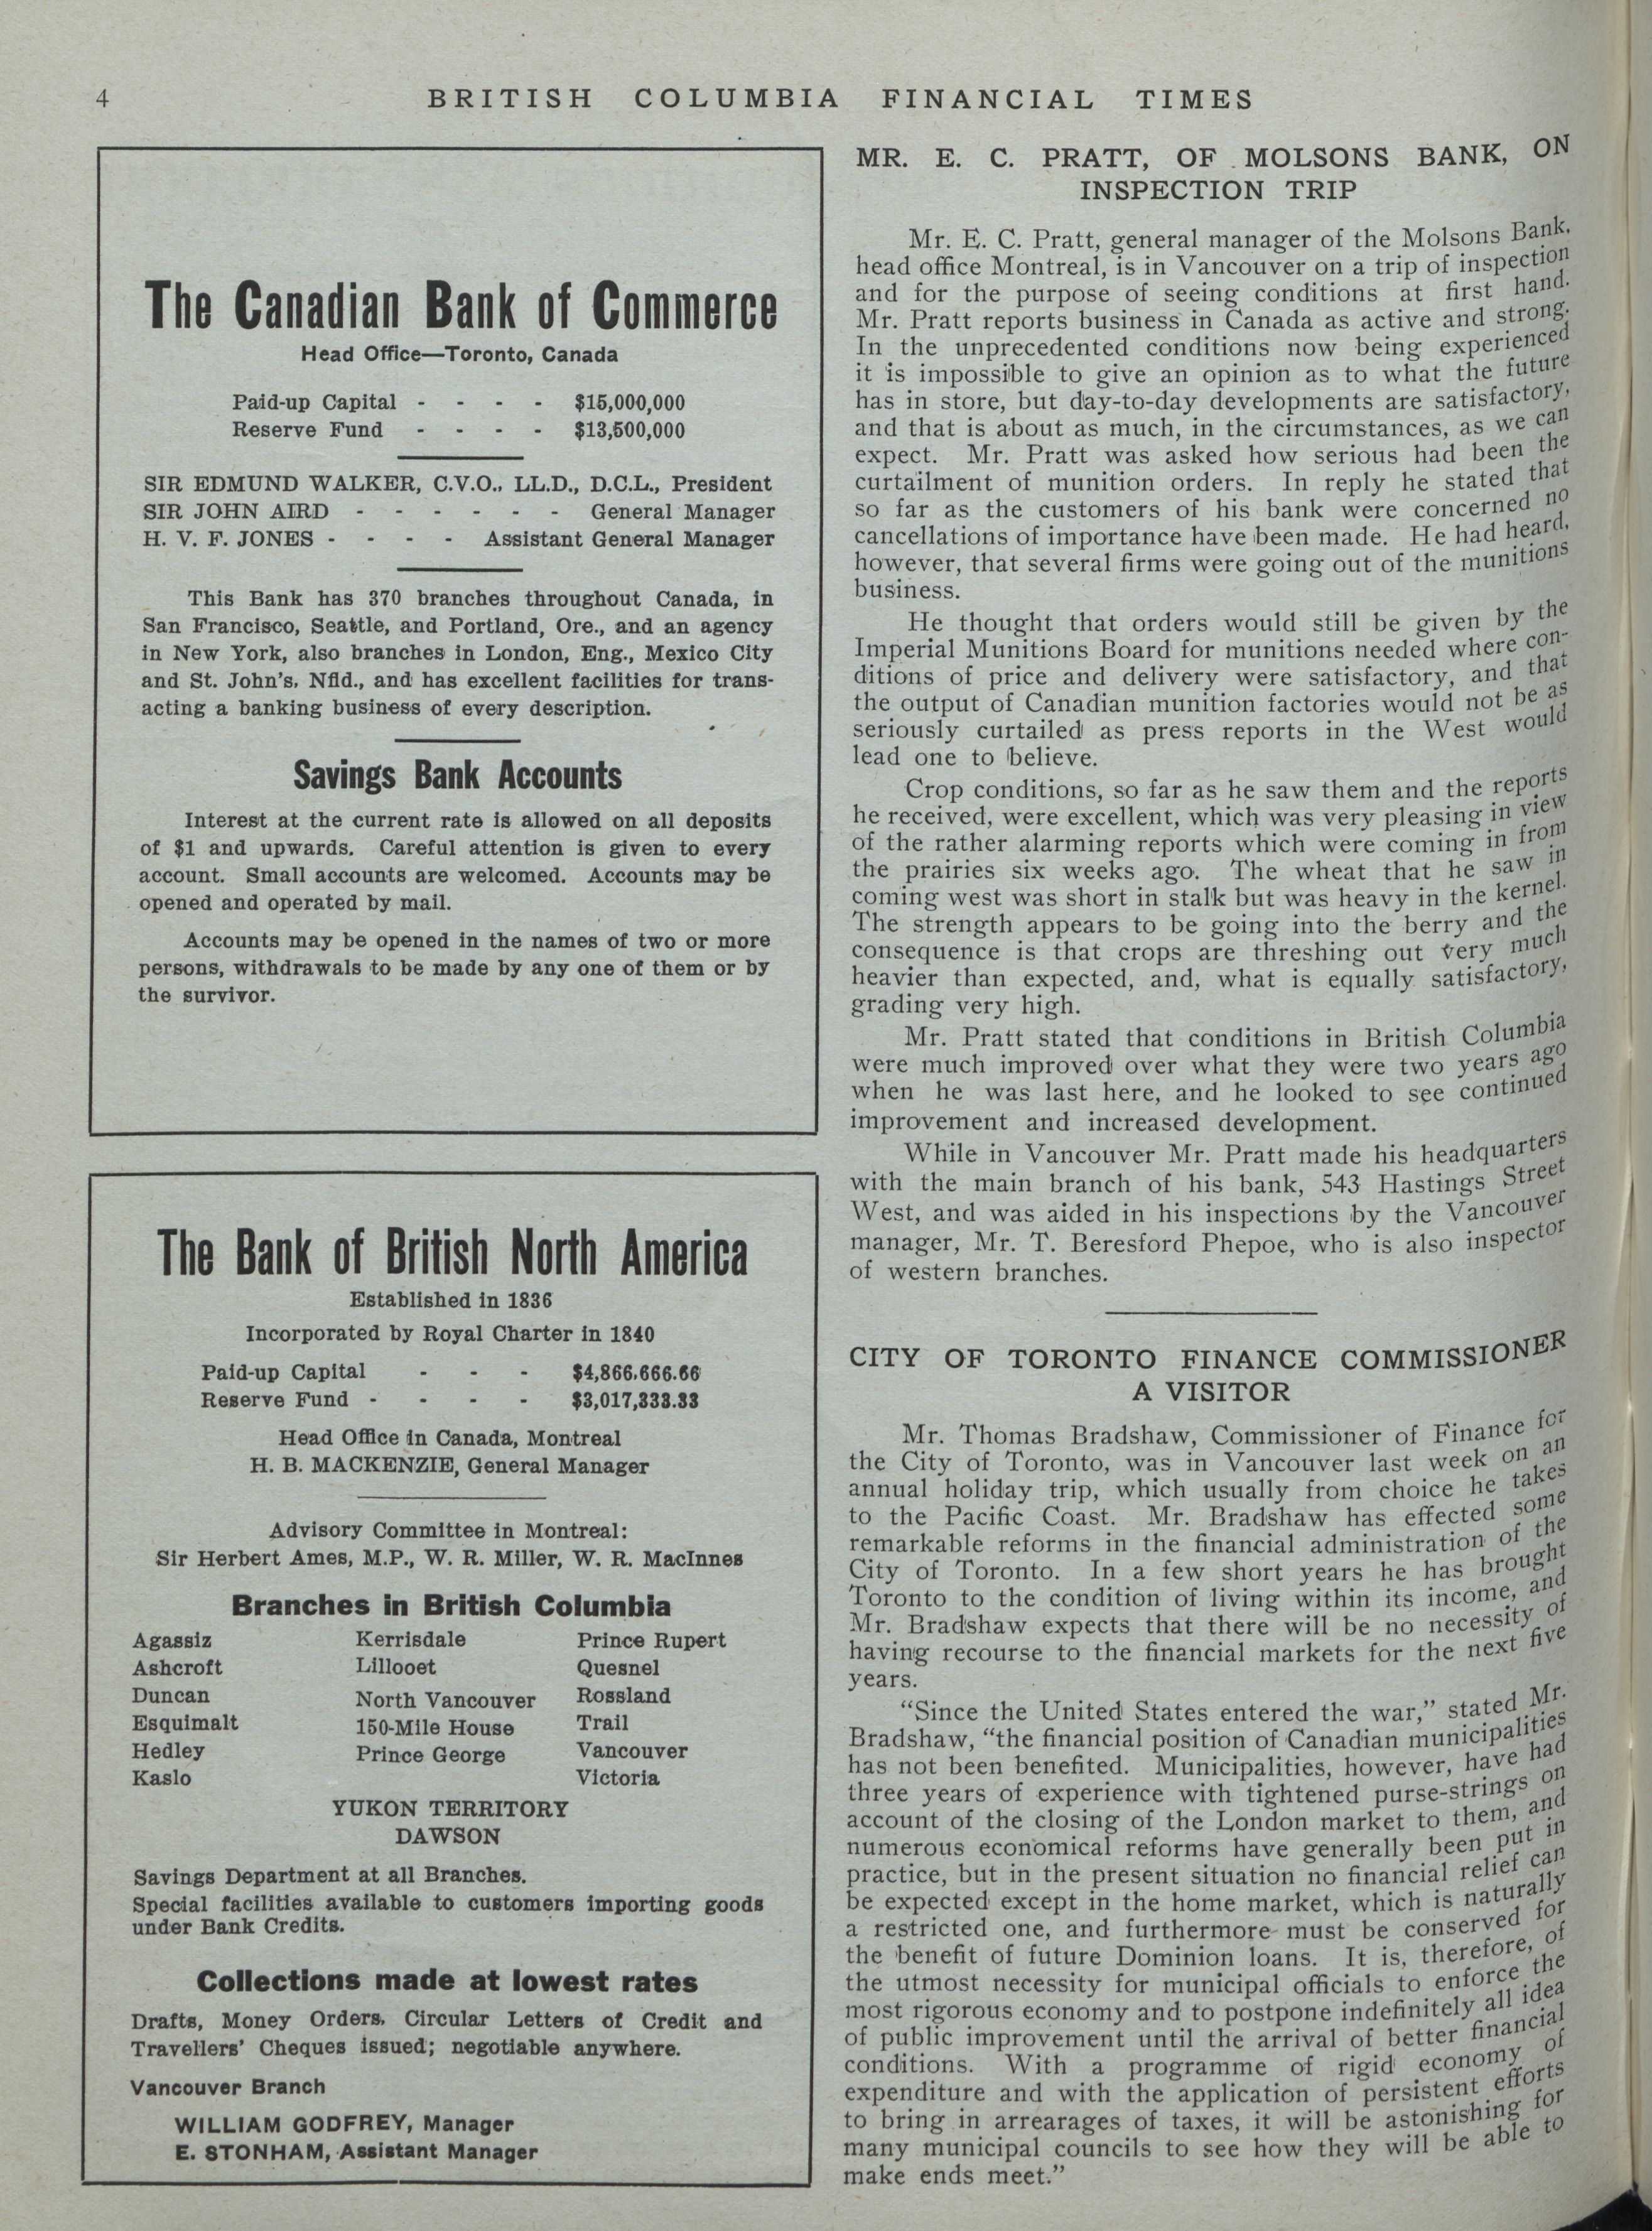 4
BRITISH COLUMBIA FINANCIAL TIMES
The Canadian Bank of Commerce
Head Office—Toronto, Canada
Paid-up Capital - - - - $15,000,000
Reserve Fund - - - - $13,500,000
SIR EDMUND WALKER, C.V.O., LL.D., D.C.L., President
SIR JOHN AIRD - - - - - - General Manager
H. V. F. JONES - - - - Assistant General Manager
This Bank has 370 branches throughout Canada, in
San Francisco, Seattle, and Portland, Ore., and an agency
in New York, also branches in London, Eng., Mexico City
and St. John's, Nfld., and has excellent facilities for trans-
acting a banking business of every description.
Savings Bank Accounts
Interest at the current rate is allowed on all deposits
of $1 and upwards. Careful attention is given to every
account. Small accounts are welcomed. Accounts may be
opened and operated by mail.
Accounts may be opened in the names of two or more
persons, withdrawals to be made by any one of them or by
the survivor.
The Bank of British North America
Established in 1836
Incorporated by Royal Charter in 1840
Paid-up Capital - - - $4,866,666.66
Reserve Fund - - - - $3,017,333.33
Head Office in Canada, Montreal
H. B. MACKENZIE, General Manager
Advisory Committee in Montreal:
Sir Herbert Ames, M.P., W. R. Miller, W. R. MacInnes
Branches in British Columbia
Agassiz Kerrisdale Prince Rupert
Ashcroft Lillooet Quesnel
Duncan North Vancouver Rossland
Esquimalt 150-Mile House Trail
Hedley Prince George Vancouver
Kaslo Victoria
YUKON TERRITORY
DAWSON
Savings Department at all Branches.
Special facilities available to customers importing goods
under Bank Credits.
Collections made at lowest rates
Drafts, Money Orders, Circular Letters of Credit and
Travellers' Cheques issued; negotiable anywhere.
Vancouver Branch
WILLIAM GODFREY, Manager
E. STONHAM, Assistant Manager
MR. E. C. PRATT, OF MOLSONS BANK, ON
INSPECTION TRIP
Mr. E. C. Pratt, general manager of the Molsons Bank,
head office Montreal, is in Vancouver on a trip of inspection
and for the purpose of seeing conditions at first hand.
Mr. Pratt reports business in Canada as active and strong.
In the unprecedented conditions now being experienced
it is impossible to give an opinion as to what the future
has in store, but day-to-day developments are satisfactory,
and that is about as much, in the circumstances, as we can
expect. Mr. Pratt was asked how serious had been the
curtailment of munition orders. In reply he stated that
so far as the customers of his bank were concerned no
cancellations of importance have been made. He had heard,
however, that several firms were going out of the munitions
business.
He thought that orders would still be given by the
Imperial Munitions Board for munitions needed where con-
ditions of price and delivery were satisfactory, and that
the output of Canadian munition factories would not be as
seriously curtailed as press reports in the West would
lead one to believe.
Crop conditions, so far as he saw them and the reports
he received, were excellent, which was very pleasing in view
of the rather alarming reports which were coming in from
the prairies six weeks ago. The wheat that he saw in
coming west was short in stalk but was heavy in the kernel.
The strength appears to be going into the berry and the
consequence is that crops are threshing out very much
heavier than expected, and, what is equally satisfactory,
grading very high.
Mr. Pratt stated that conditions in British Columbia
were much improved over what they were two years ago
when he was last here, and he looked to see continued
improvement and increased development.
While in Vancouver Mr. Pratt made his headquarters
with the main branch of his bank, 543 Hastings Street
West, and was aided in his inspections by the Vancouver
manager, Mr. T. Beresford Phepoe, who is also inspector
of western branches.
CITY OF TORONTO FINANCE COMMISSIONER
A VISITOR
Mr. Thomas Bradshaw, Commissioner of Finance for
the City of Toronto, was in Vancouver last week on an
annual holiday trip, which usually from choice he takes
to the Pacific Coast. Mr. Bradshaw has effected some
remarkable reforms in the financial administration of the
City of Toronto. In a few short years he has brought
Toronto to the condition of living within its income, and
Mr. Bradshaw expects that there will be no necessity of
having recourse to the financial markets for the next five
years.
"Since the United States entered the war," stated Mr.
Bradshaw, "the financial position of Canadian municipalities
has not been benefited. Municipalities, however, have had
three years of experience with tightened purse-strings on
account of the closing of the London market to them, and
numerous economical reforms have generally been put in
practice, but in the present situation no financial relief can
be expected except in the home market, which is naturally
a restricted one, and furthermore must be conserved for
the benefit of future Dominion loans. It is, therefore, of
the utmost necessity for municipal officials to enforce the
most rigorous economy and to postpone indefinitely all idea
of public improvement until the arrival of better financial
conditions. With a programme of rigid economy of
expenditure and with the application of persistent efforts
to bring in arrearages of taxes, it will be astonishing for
many municipal councils to see how they will be able to
make ends meet."